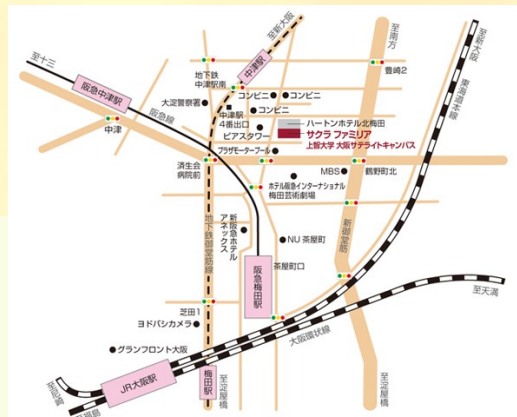 至新大阪
至南方
至新大阪
至十三
地下鉄
中津駅南
中津駅
豊崎2
東海道本線
阪急中津駅
大淀警察署
コンビニ
コンビニ
中津駅
4番出口
コンビニ
阪急線
中津
ピアスタワー
ハートンホテル北梅田
サクラ ファミリア
上智大学 大阪サテライトキャンパス
プラザモータープール
済生会
病院前
MBS
鶴野町北
ホテル阪急インターナショナル
梅田芸術劇場
地下鉄御堂筋線
新阪急ホテル
アネックス
NU 茶屋町
新御堂筋
阪急梅田駅
茶屋町口
至天満
芝田1
ヨドバシカメラ
大阪環状線
グランフロント大阪
JR大阪駅
梅田駅
至尼崎
至福島
至淀屋橋
至淀屋橋